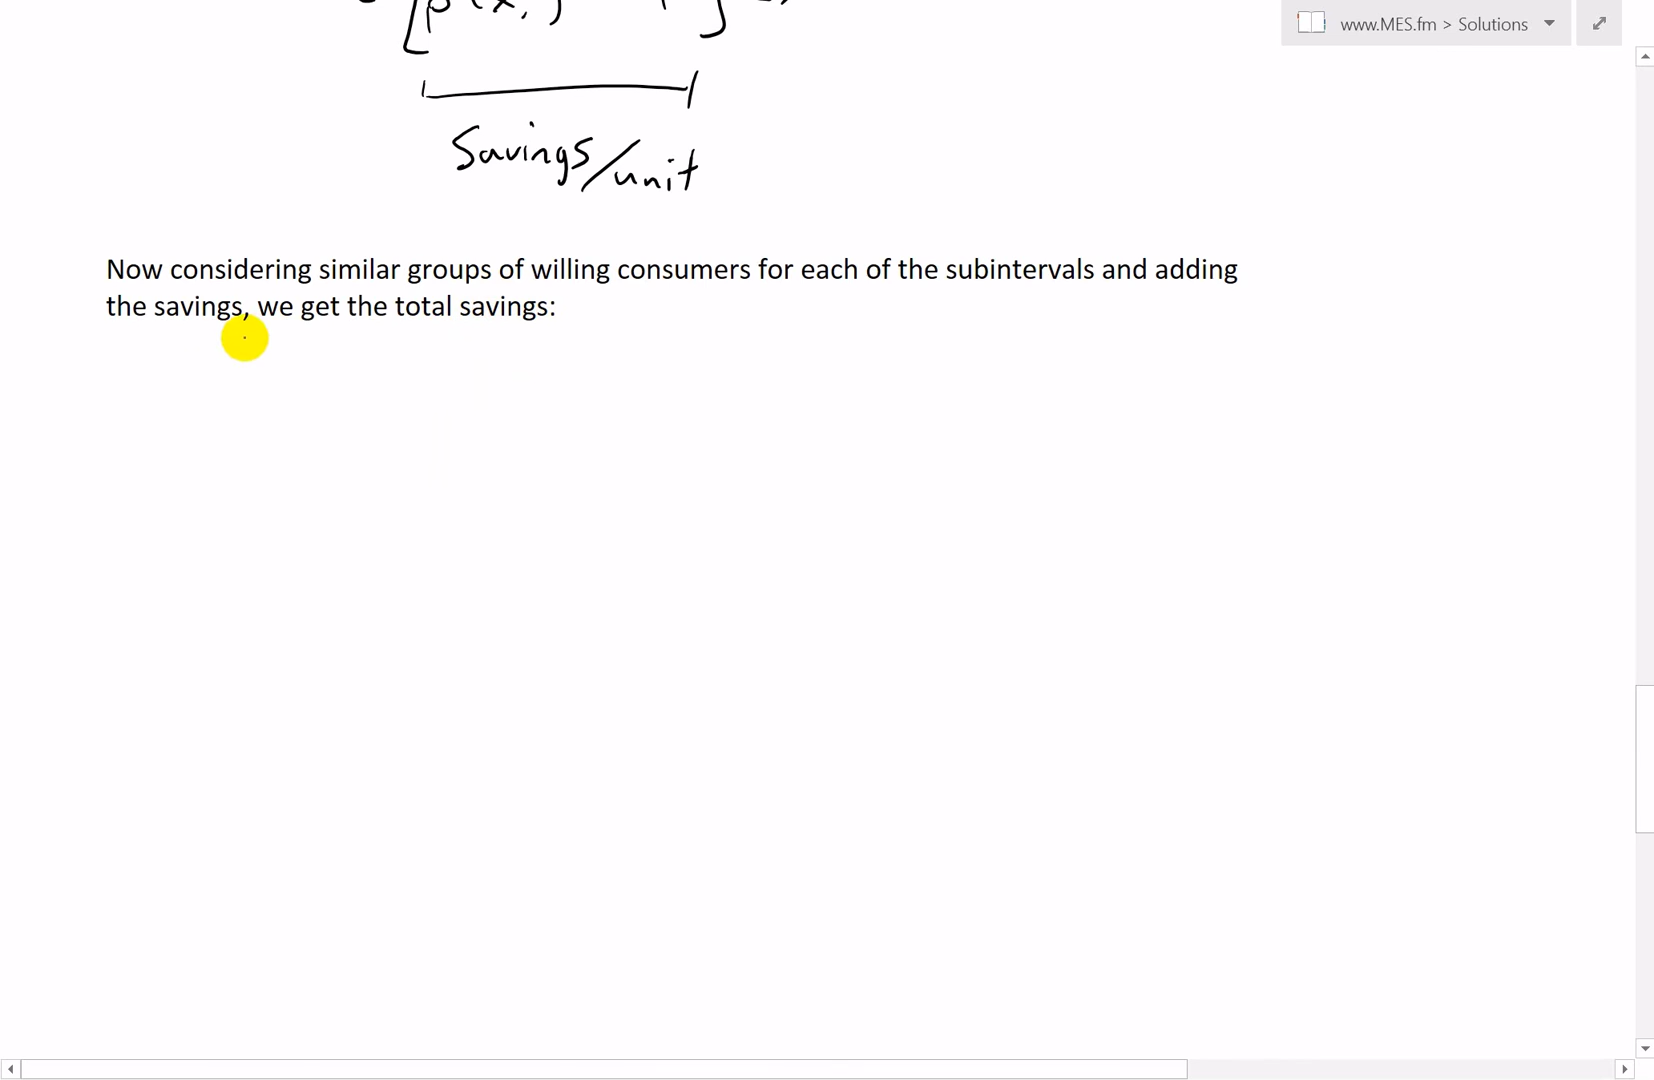 www.MES.fm > Solutions
Savings/unit
Now considering similar groups of willing consumers for each of the subintervals and adding
the savings, we get the total savings: